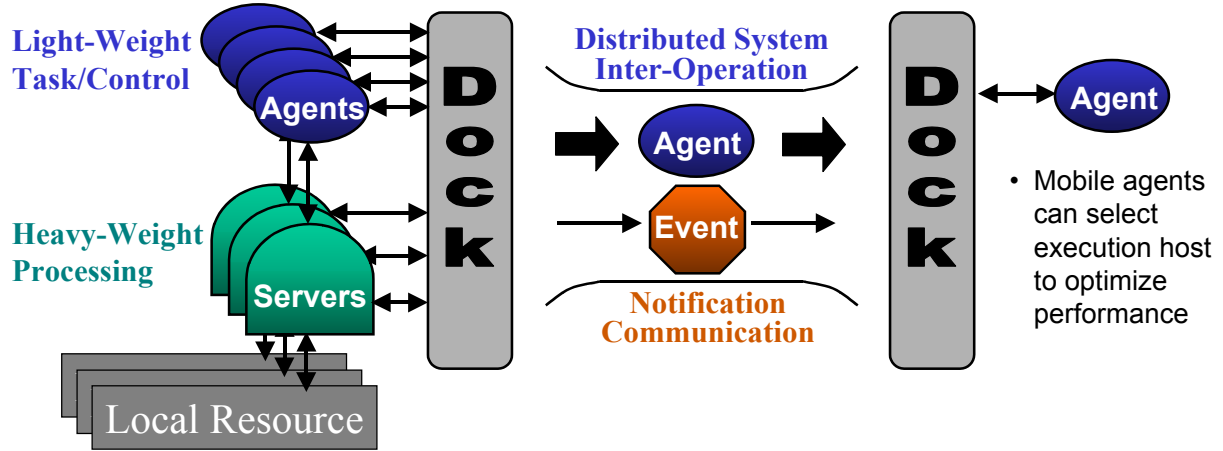 Light-Weight
Task/Control
Agents
Heavy-Weight
Processing
Servers
Local Resource
Dock
Distributed System
Inter-Operation
Agent
Event
Notification
Communication
Dock
Agent
• Mobile agents
can select
execution host
to optimize
performance